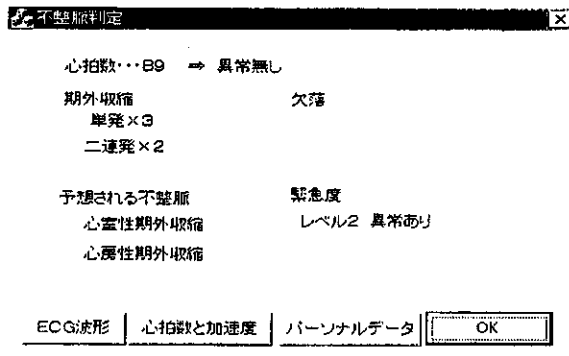 不整脈判定
心拍数・・・89 ⇒ 異常無し
期外収縮 欠落
単発×3
二連発×2
予想される不整脈 緊急度
心室性期外収縮 レベル2 異常あり
心房性期外収縮
ECG波形 心拍数と加速度 パーソナルデータ OK